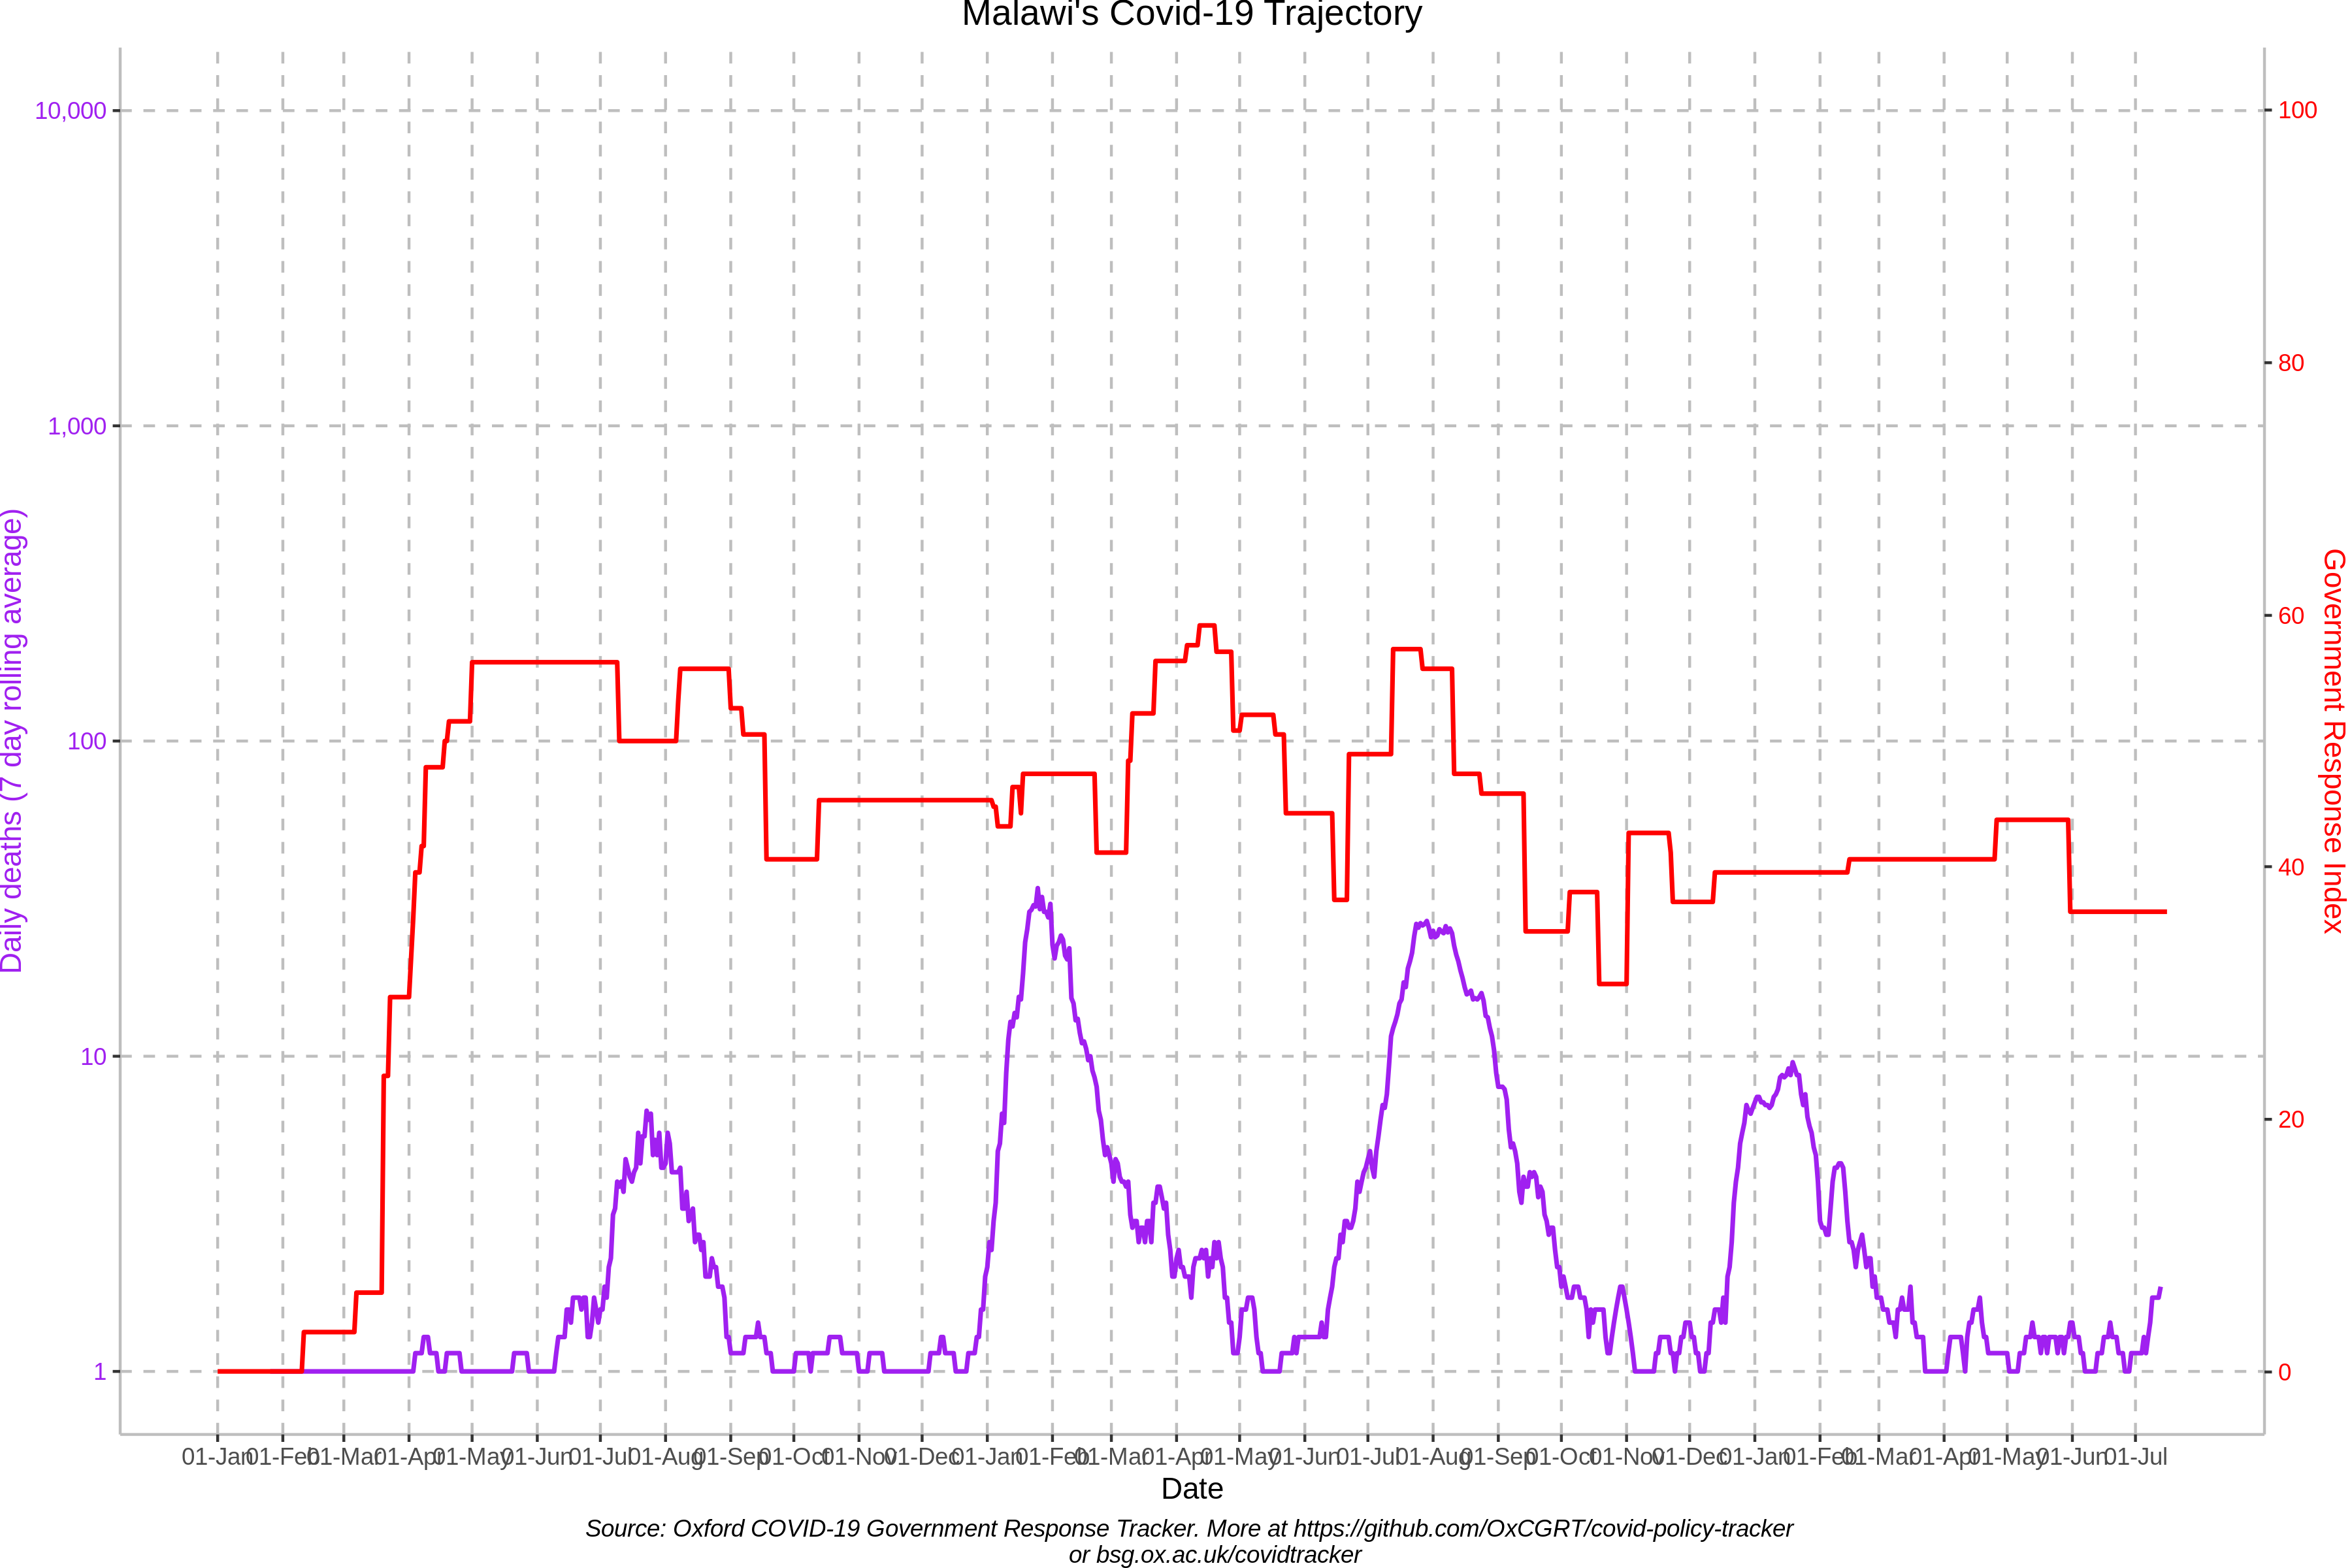 Malawi's Covid-19 Trajectory
10,000
1,000
100
10
1
Daily deaths (7 day rolling average)
100
80
60
40
20
0
Government Response Index
01-Jan 01-Feb 01-Mar 01-Apr 01-May 01-Jun 01-Jul 01-Aug 01-Sep 01-Oct 01-Nov 01-Dec 01-Jan 01-Feb 01-Mar 01-Apr 01-May 01-Jun 01-Jul 01-Aug 01-Sep 01-Oct 01-Nov 01-Dec 01-Jan 01-Feb 01-Mar 01-Apr 01-May 01-Jun 01-Jul
Date
Source: Oxford COVID-19 Government Response Tracker. More at https://github.com/OxCGRT/covid-policy-tracker
or bsg.ox.ac.uk/covidtracker